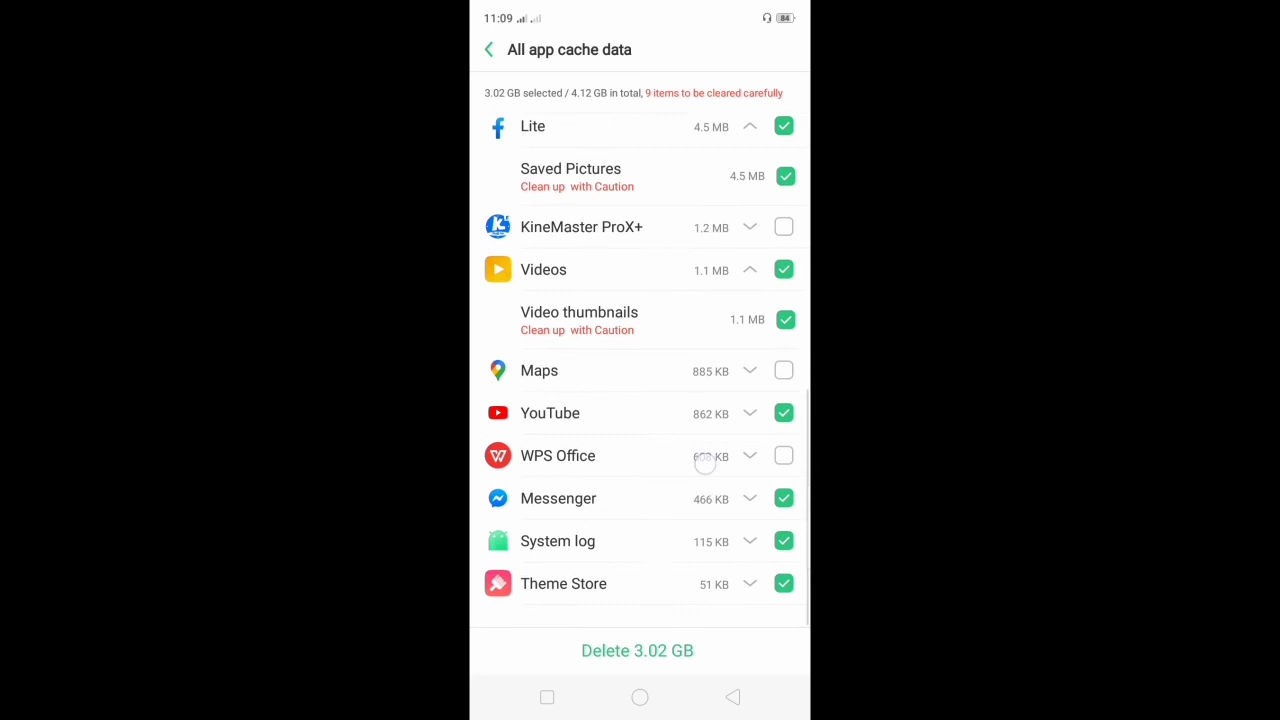 11:09 84
All app cache data
3.02 GB selected / 4.12 GB in total, 9 items to be cleared carefully
Lite 4.5 MB
Saved Pictures
Clean up with Caution
4.5 MB
KineMaster ProX+ 1.2 MB
Videos 1.1 MB
Video thumbnails
Clean up with Caution
1.1 MB
Maps 885 KB
YouTube 862 KB
WPS Office KB
Messenger 466 KB
System log 115 KB
Theme Store 51 KB
Delete 3.02 GB